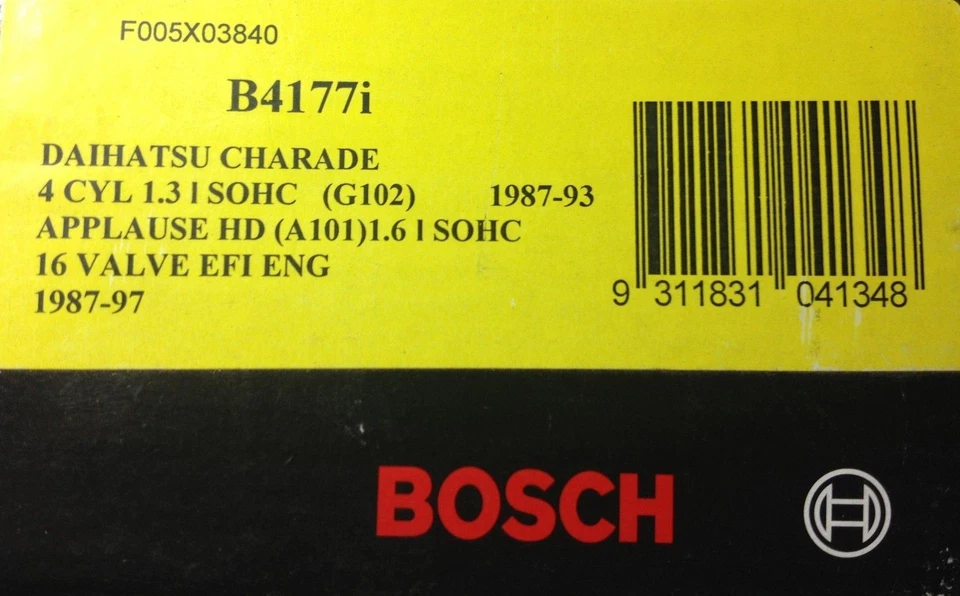 F005X03840
B4177i
DAIHATSU CHARADE
4 CYL 1.3 l SOHC (G102) 1987-93
APPLAUSE HD (A101)1.6 l SOHC
16 VALVE EFI ENG
1987-97
9 311831 041348
BOSCH